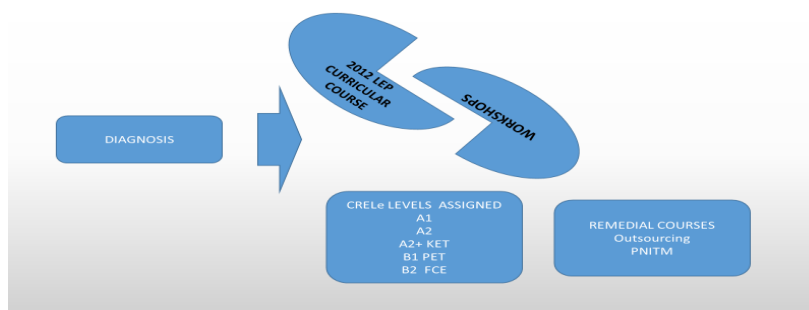 2012 LEP
CURRICULAR
COURSE
WORKSHOPS
DIAGNOSIS
CRELe LEVELS ASSIGNED
A1
A2
A2+ KET
B1 PET
B2 FCE
REMEDIAL COURSES
Outsourcing
PNITM